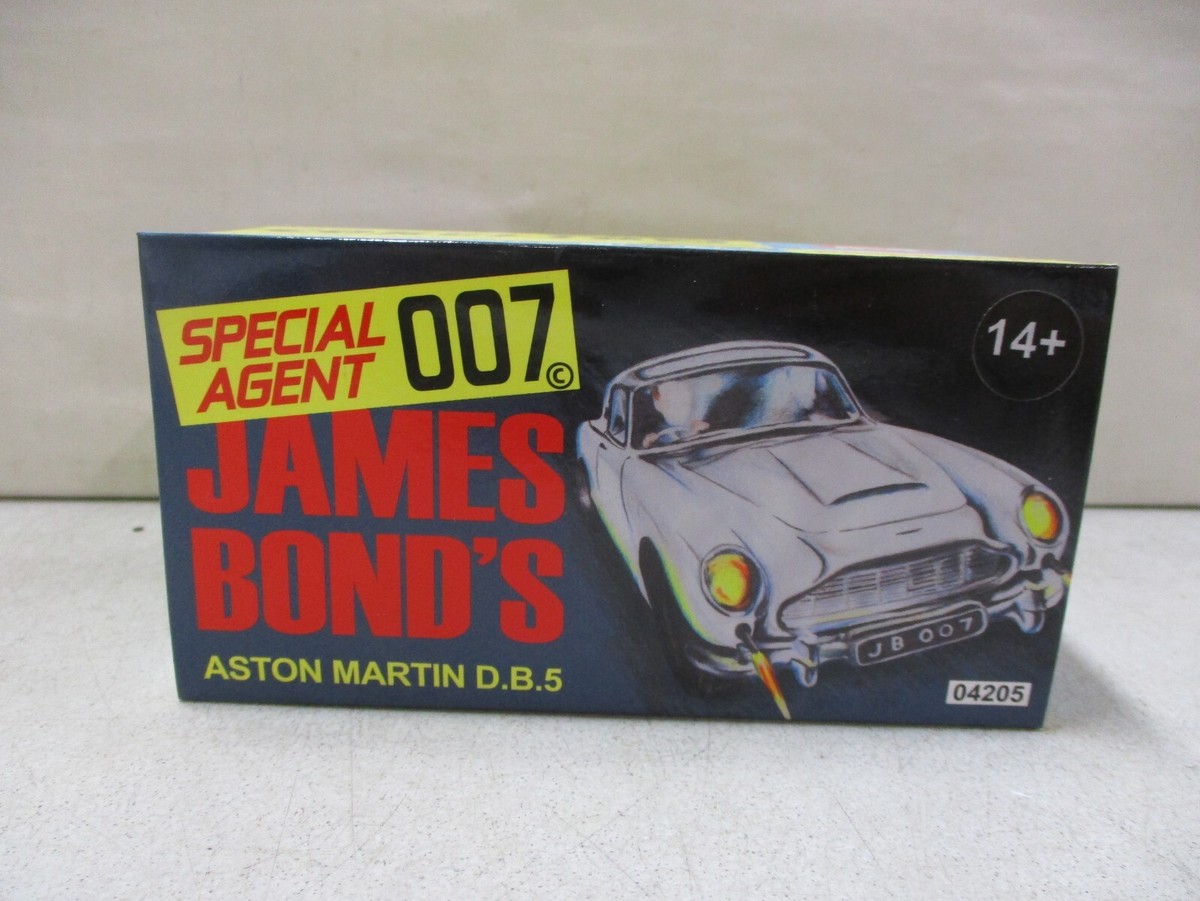 SPECIAL
AGENT
007©
JAMES
BOND'S
ASTON MARTIN D.B.5
14+
JB 007
04205